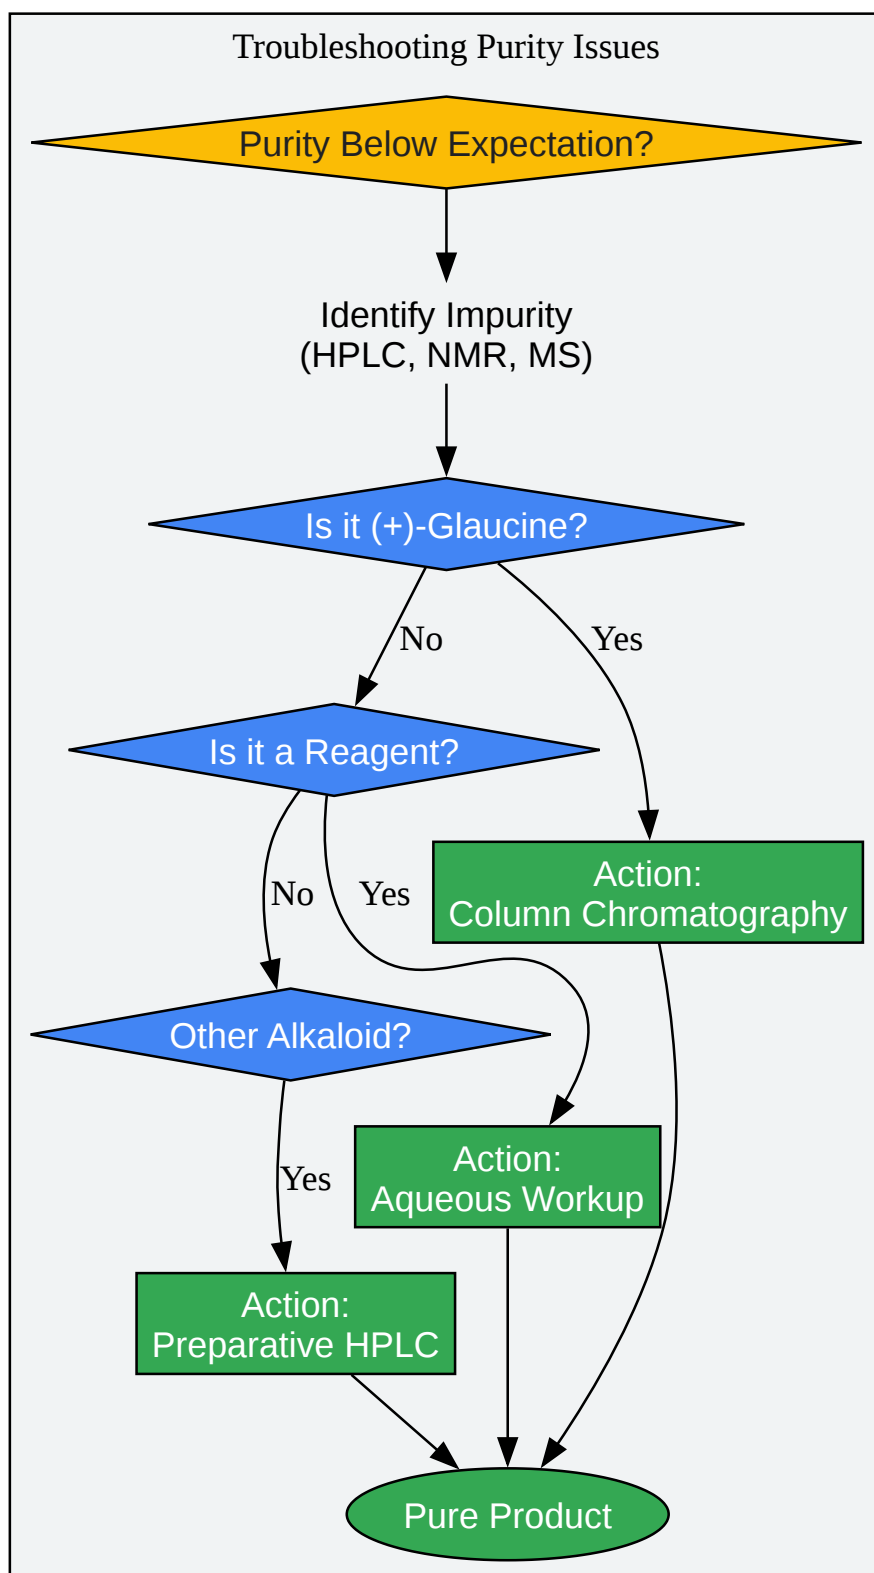 Troubleshooting Purity Issues
Purity Below Expectation?
Identify Impurity
(HPLC, NMR, MS)
Is it (+)-Glaucine?
No
Yes
Is it a Reagent?
Action:
Column Chromatography
No
Yes
Other Alkaloid?
Action:
Aqueous Workup
Yes
Action:
Preparative HPLC
Pure Product